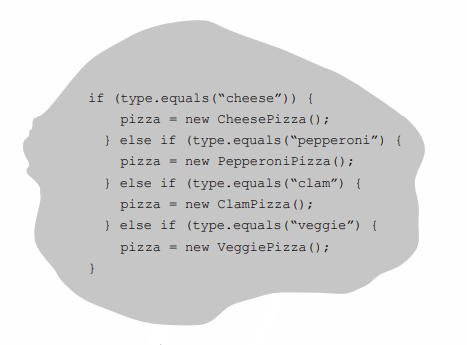 if (type.equals(“cheese”)) {
pizza = new CheesePizza();
} else if (type.equals(“pepperoni”) {
pizza = new PepperoniPizza();
} else if (type.equals(“clam”) {
pizza = new ClamPizza();
} else if (type.equals(“veggie”) {
pizza = new VeggiePizza();
}